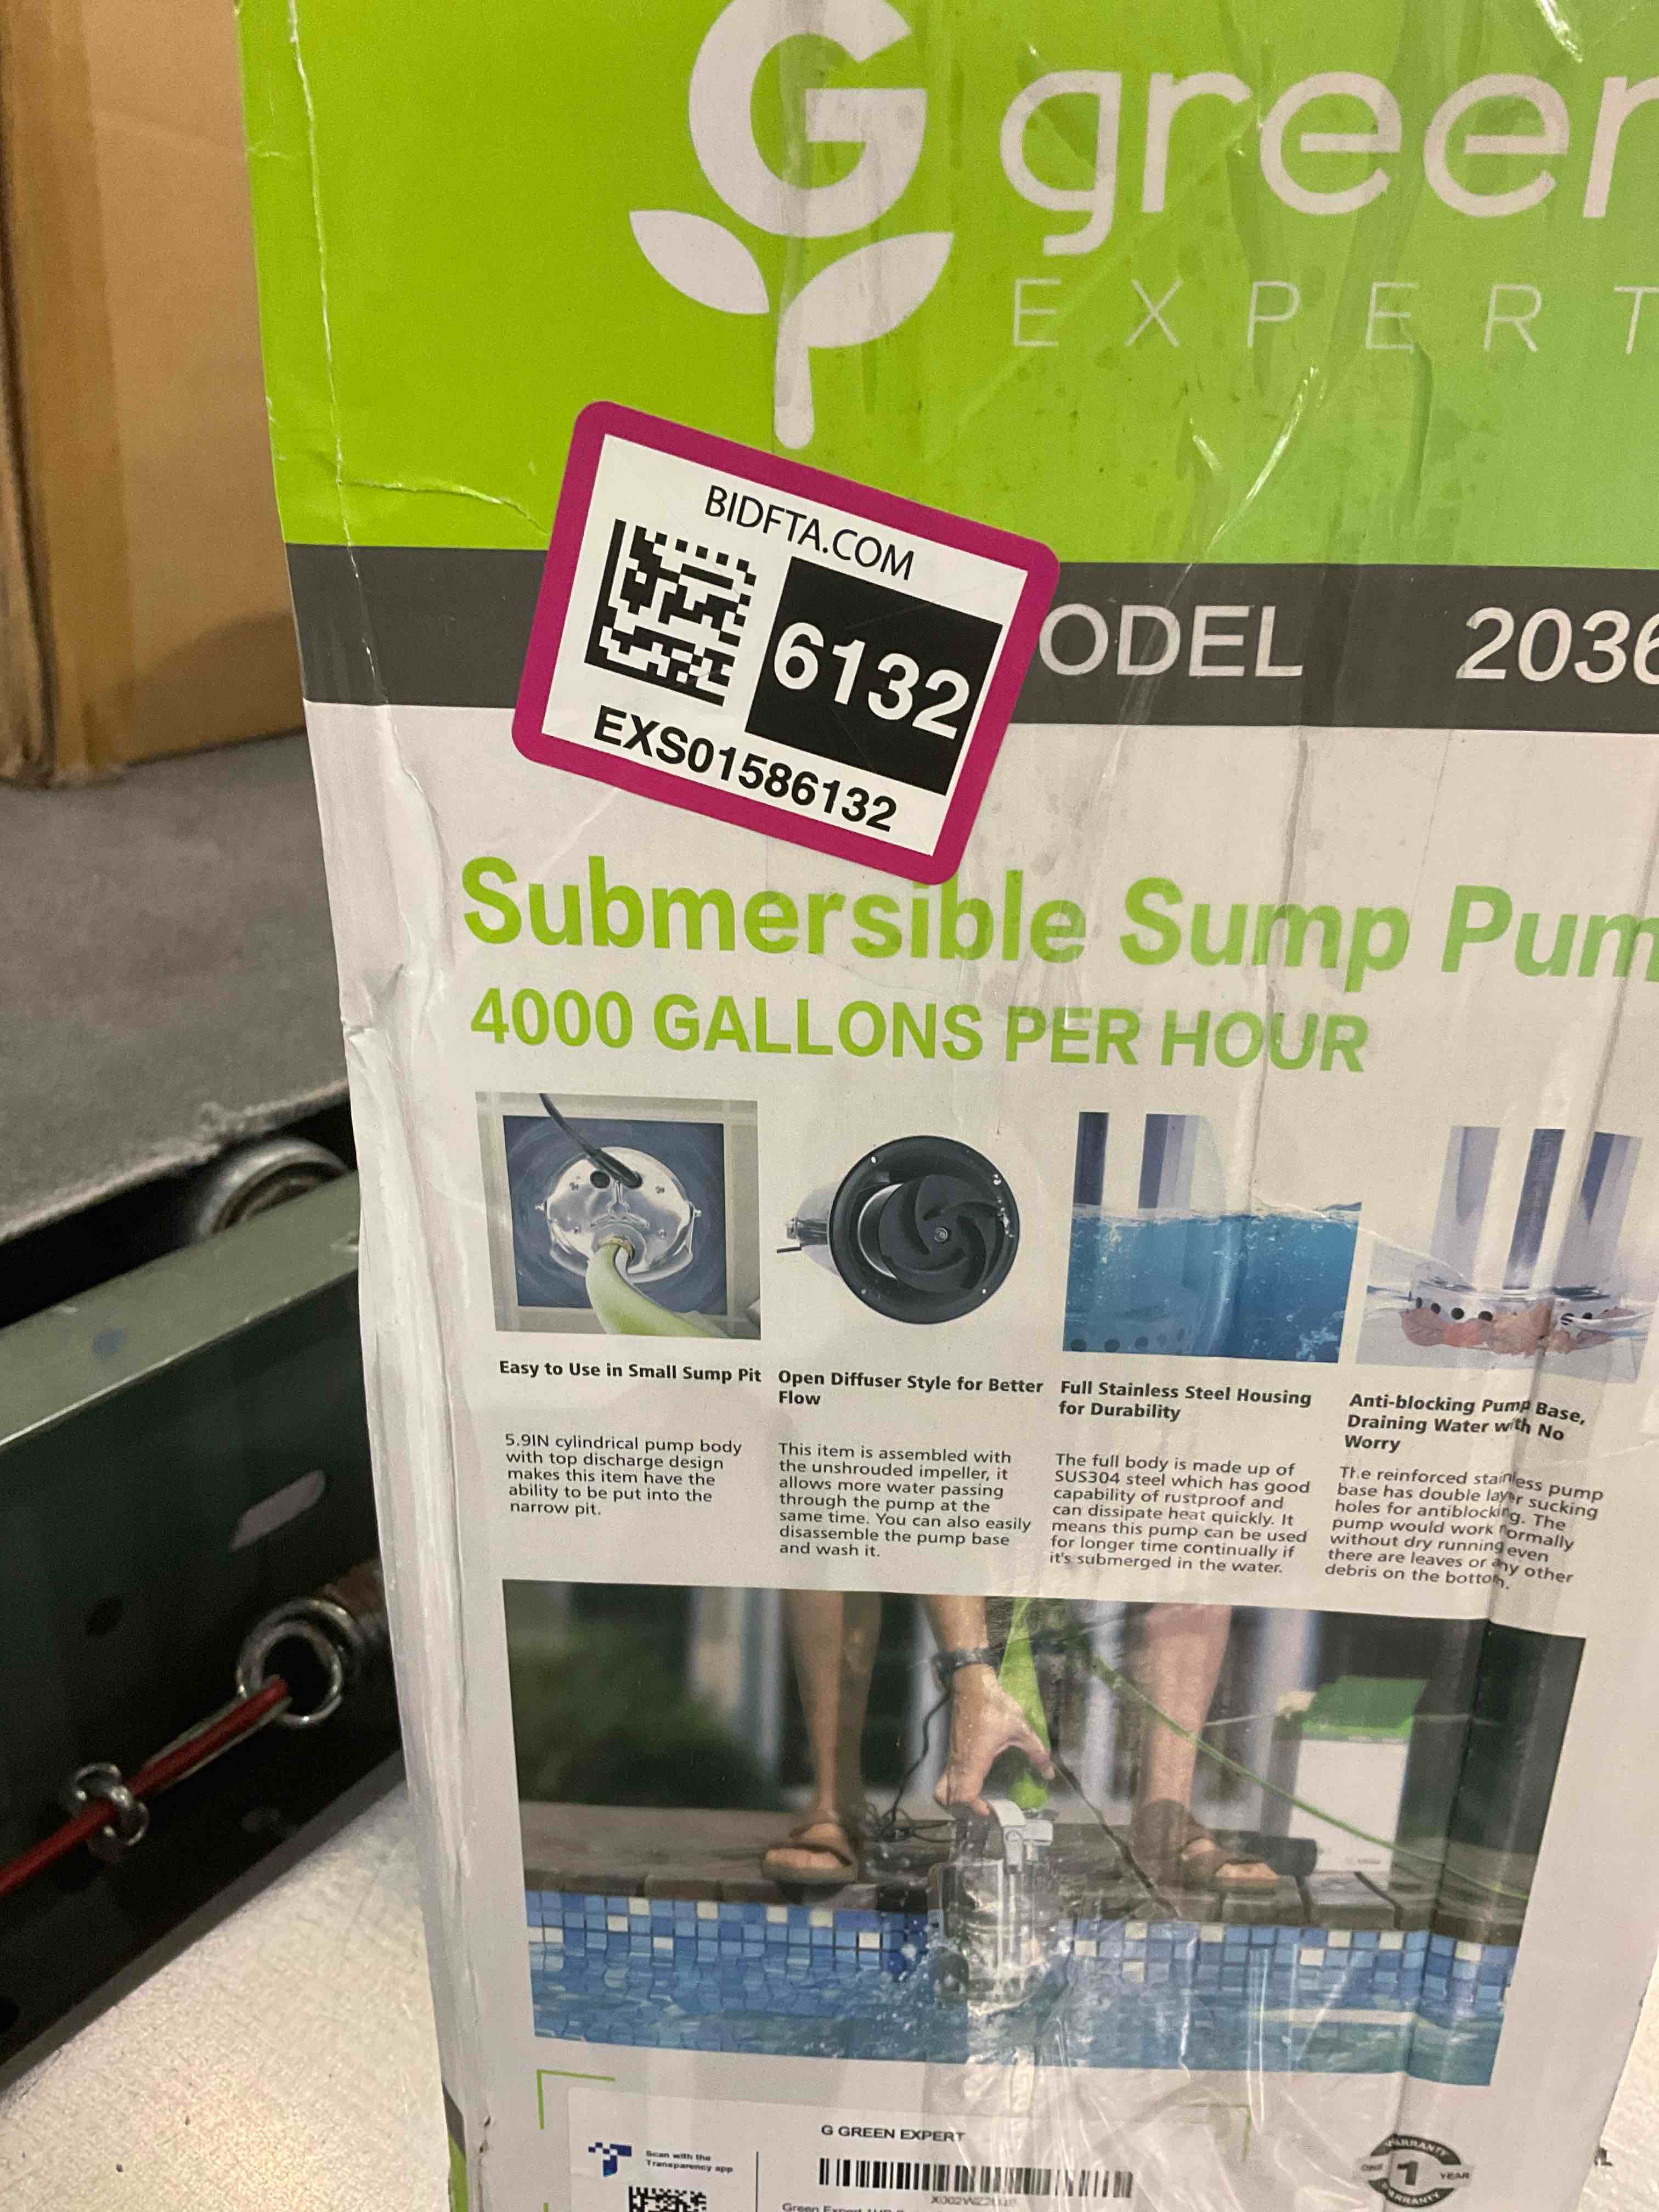 G green
EXPERT
BIDFTA.COM
6132
EXS01586132
ODEL 2036
Submersible Sump Pum
4000 GALLONS PER HOUR
Easy to Use in Small Sump Pit
5.9IN cylindrical pump body
with top discharge design
makes this item have the
ability to be put into the
narrow pit.
Open Diffuser Style for Better
Flow
This item is assembled with
the unshrouded impeller, it
allows more water passing
through the pump at the
same time. You can also easily
disassemble the pump base
and wash it.
Full Stainless Steel Housing
for Durability
The full body is made up of
SUS304 steel which has good
capability of rustproof and
can dissipate heat quickly. It
means this pump can be used
for longer time continually if
it's submerged in the water.
Anti-blocking Pump Base,
Draining Water with No
Worry
The reinforced stainless pump
base has double layer sucking
holes for antiblocking. The
pump would work normally
without dry running even
there are leaves or any other
debris on the bottom.
Scan with the
Transparency app
G GREEN EXPERT
Green Expert
WARRANTY
ONE 1 YEAR
WARRANTY